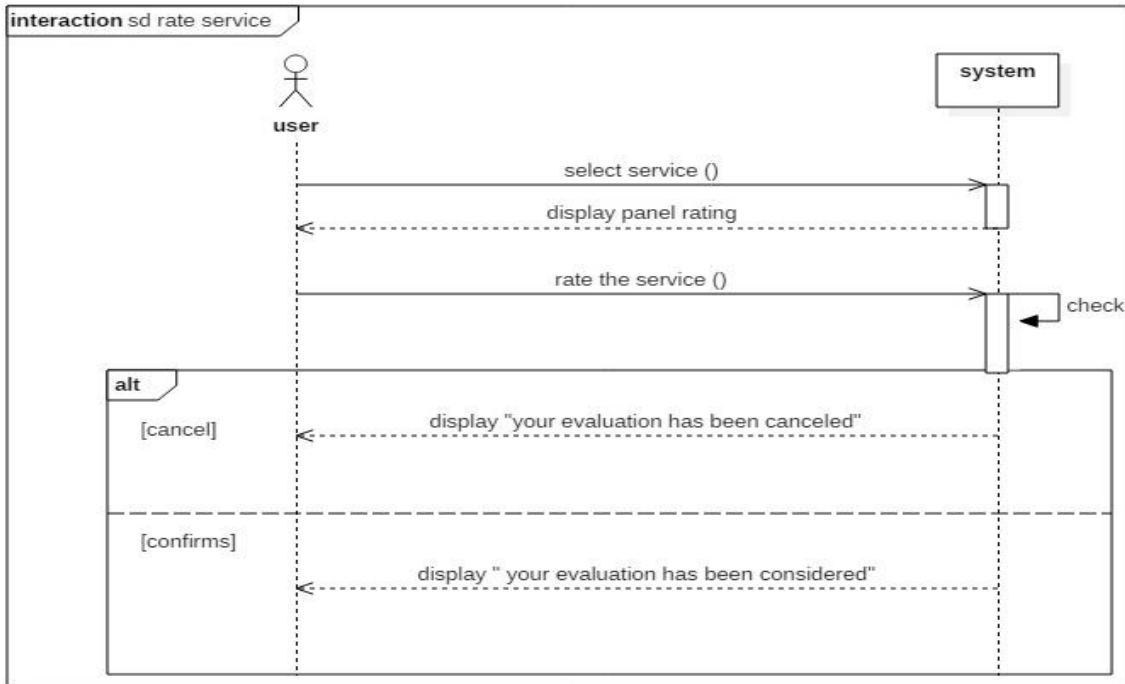 interaction sd rate service
system
user
select service ()
display panel rating
rate the service ()
check
alt
[cancel]
display "your evaluation has been canceled"
[confirms]
display " your evaluation has been considered"